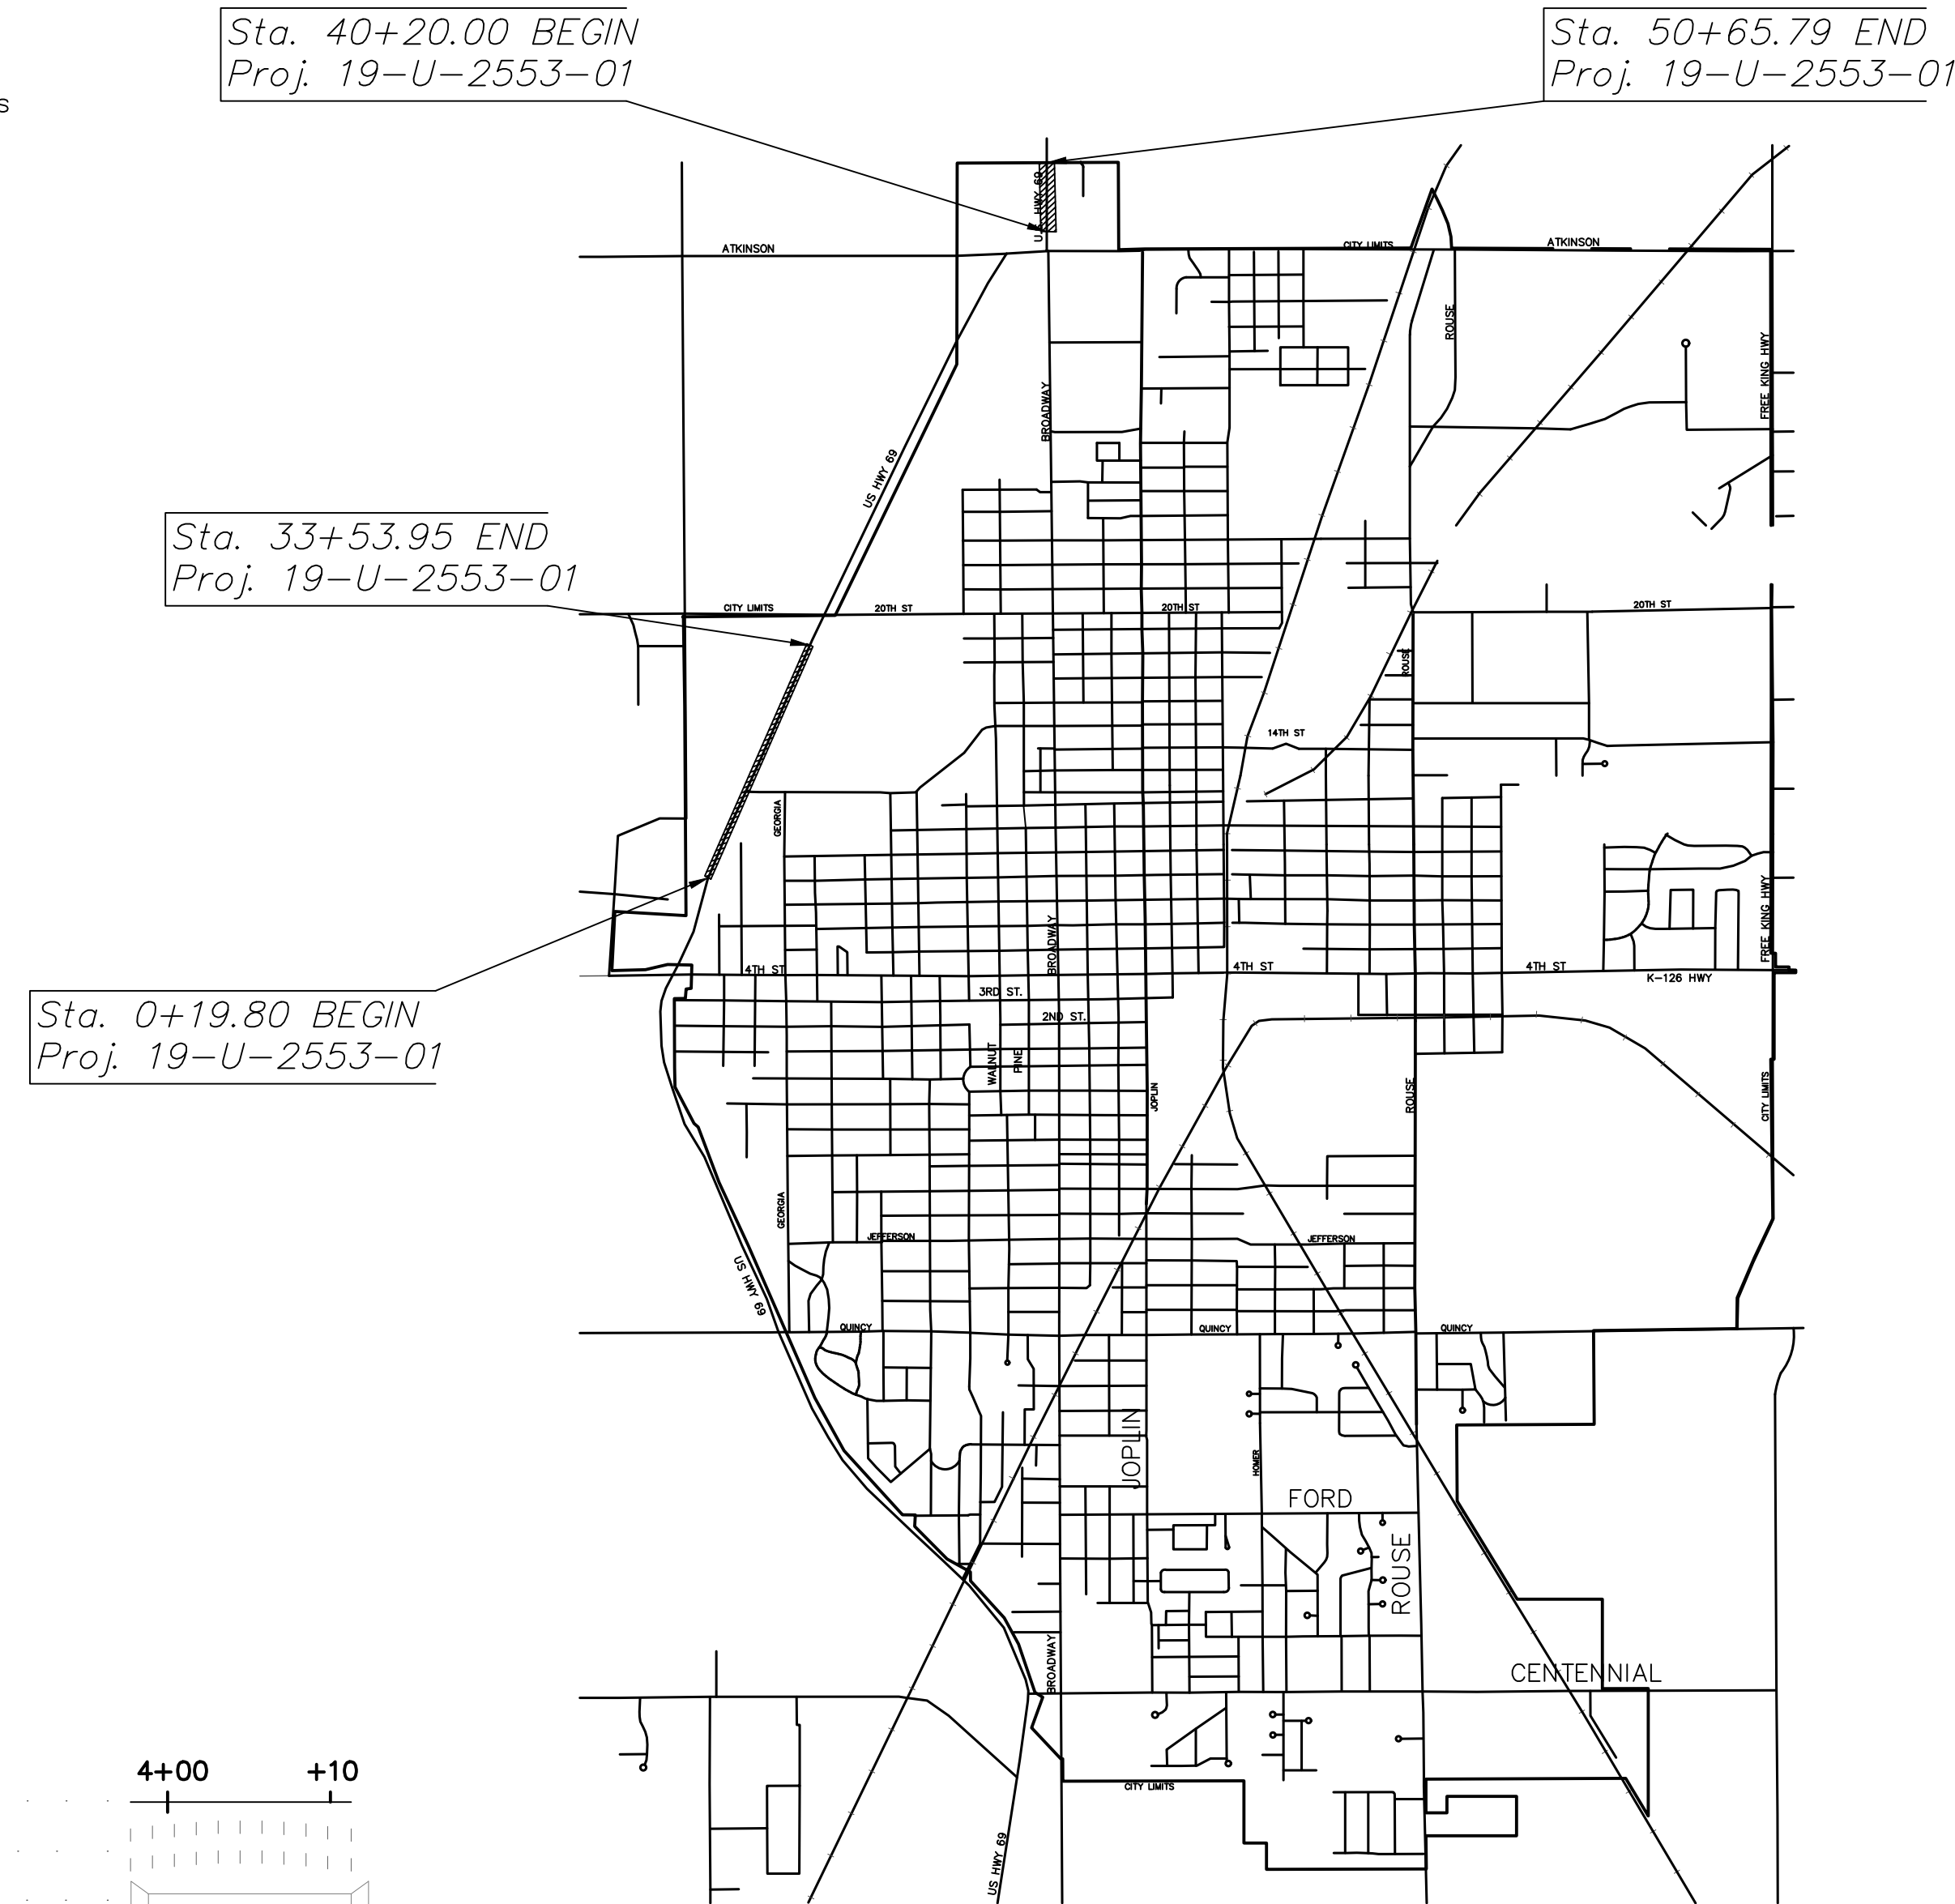 Sta. 40+20.00 BEGIN
Proj. 19-U-2553-01
Sta. 50+65.79 END
Proj. 19-U-2553-01
s
U.S. HWY 69
ATKINSON
CITY LIMITS
ATKINSON
ROUSE
FREE KING HWY
BROADWAY
US HWY 69
Sta. 33+53.95 END
Proj. 19-U-2553-01
CITY LIMITS
20TH ST
20TH ST
20TH ST
ROUSE
14TH ST
GEORGIA
BROADWAY
FREE KING HWY
4TH ST
4TH ST
4TH ST
K-126 HWY
3RD ST.
2ND ST.
Sta. 0+19.80 BEGIN
Proj. 19-U-2553-01
WALNUT
PINE
JOPLIN
ROUSE
CITY LIMITS
GEORGIA
JEFFERSON
JEFFERSON
US HWY 69
QUINCY
QUINCY
QUINCY
JOPLIN
HOMER
FORD
ROUSE
BROADWAY
CENTENNIAL
4+00
+10
CITY LIMITS
US HWY 69